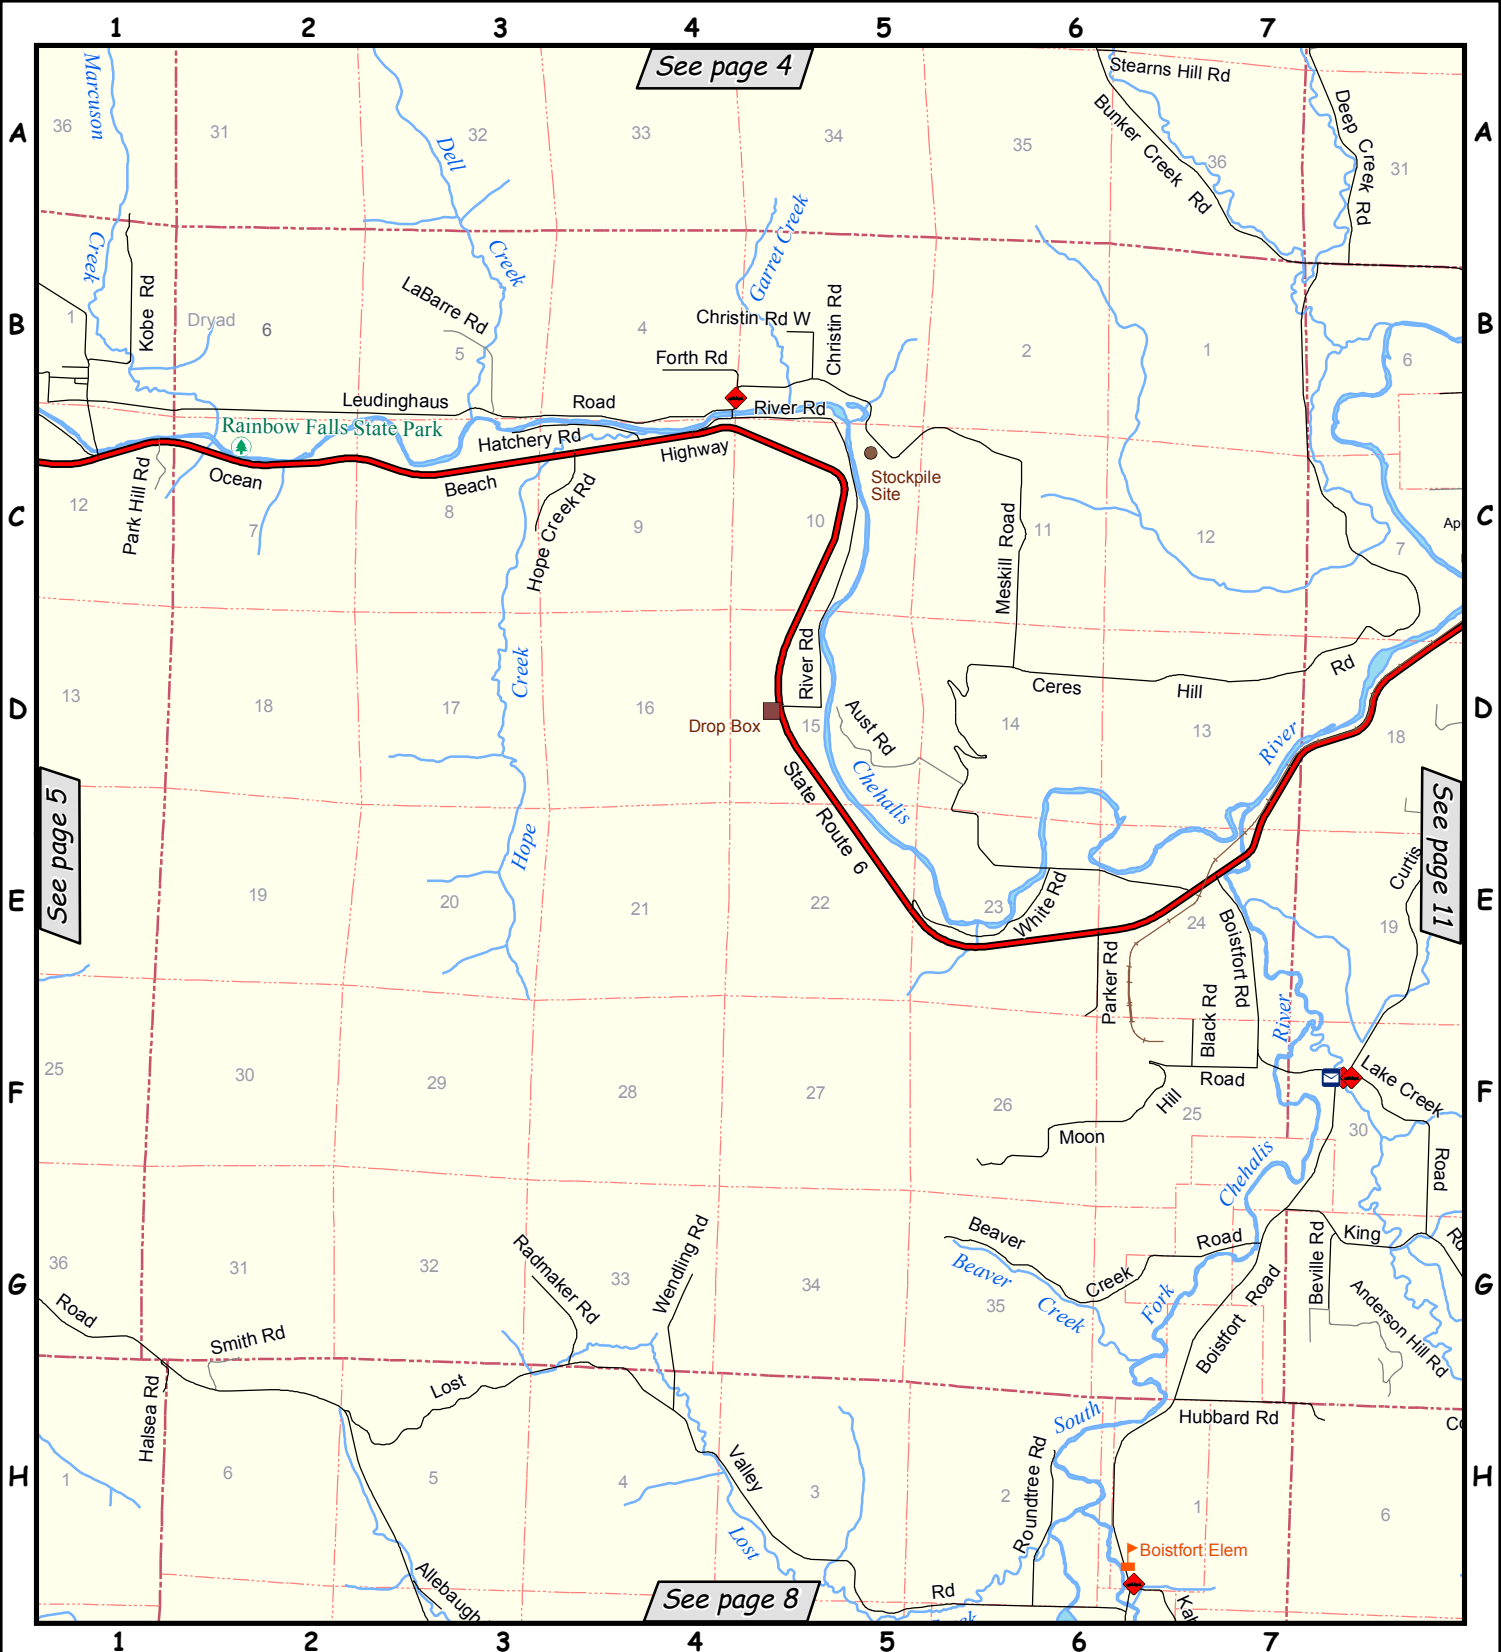 1 2 3 4 5 6 7
See page 4
Marcuson
Stearns Hill Rd
A
36 31 Dell 32 33 34 35 Bunker Creek Rd 36 Deep Creek Rd 31
A
Creek
Creek
Garret Creek
Kobe Rd
LaBarre Rd
Christin Rd W
Christin Rd
B
1 Dryad 6 5 4 2 1 6
B
Forth Rd
Leudinghaus Road
River Rd
Rainbow Falls State Park
Hatchery Rd
Highway
Park Hill Rd
Ocean
Beach
Hope Creek Rd
Stockpile
Site
C
12 7 8 9 10 11 12 7
C
Meskill Road
Creek
River Rd
Ceres Hill Rd
D
13 18 17 16 15 14 13 18
D
Drop Box
Aust Rd
River
Chehalis
State Route 6
See page 5
See page 11
Hope
Curtis
E
19 20 21 22 23 24 19
E
White Rd
Boistfort Rd
Parker Rd
Black Rd
River
F
25 30 29 28 27 26 25 30
F
Road
Lake Creek
Road
Hill
Moon
Chehalis
Beaver
Creek
Road
Beaver
Creek
Fork
King
Beville Rd
Radmaker Rd
Wendling Rd
G
36 31 32 33 34 35
G
Road
Smith Rd
Boistfort Road
Anderson Hill Rd
Halsea Rd
Lost
South
Hubbard Rd
Valley
Roundtree Rd
H
1 6 5 4 3 2 1 6
H
Lost
Boistfort Elem
Allebaugh
See page 8
Rd
1 2 3 4 5 6 7